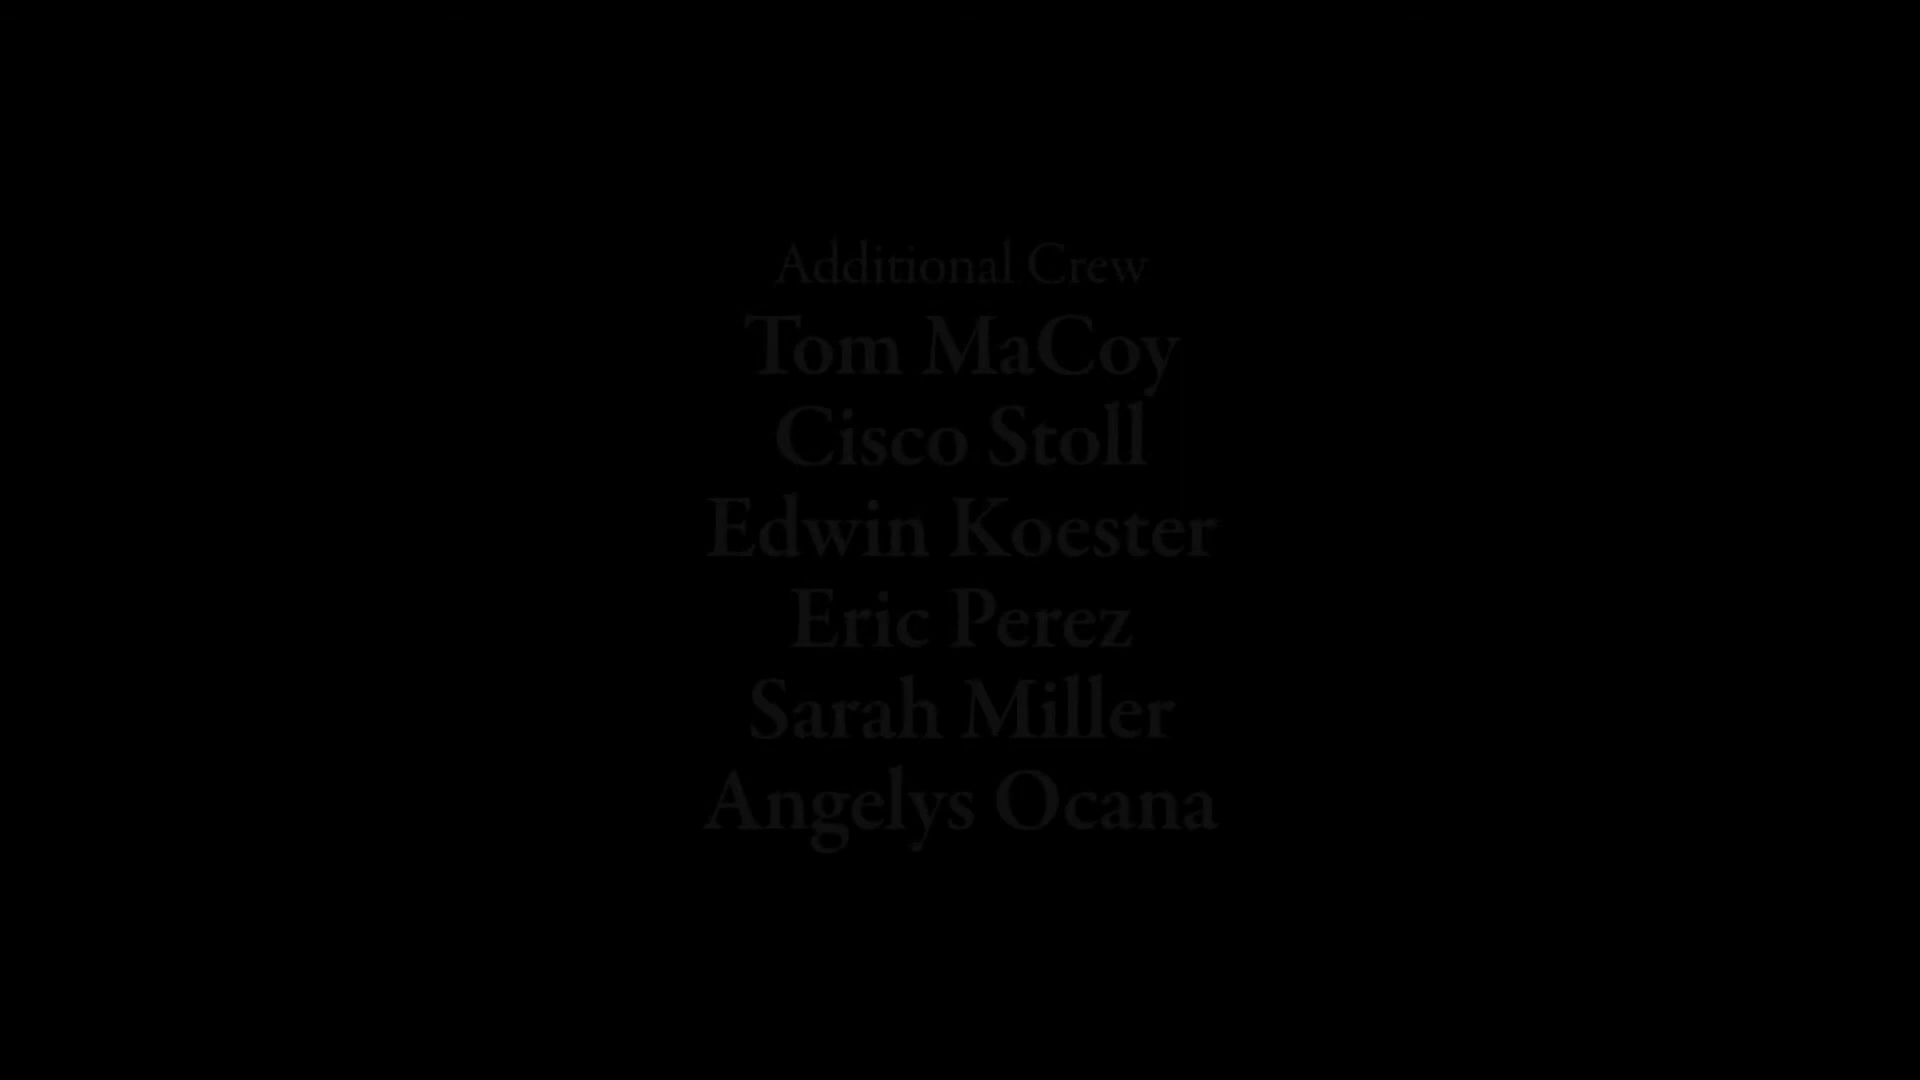 Additional Crew
Tom MaCoy
Cisco Stoll
Edwin Koester
Eric Perez
Sarah Miller
Angelys Ocana